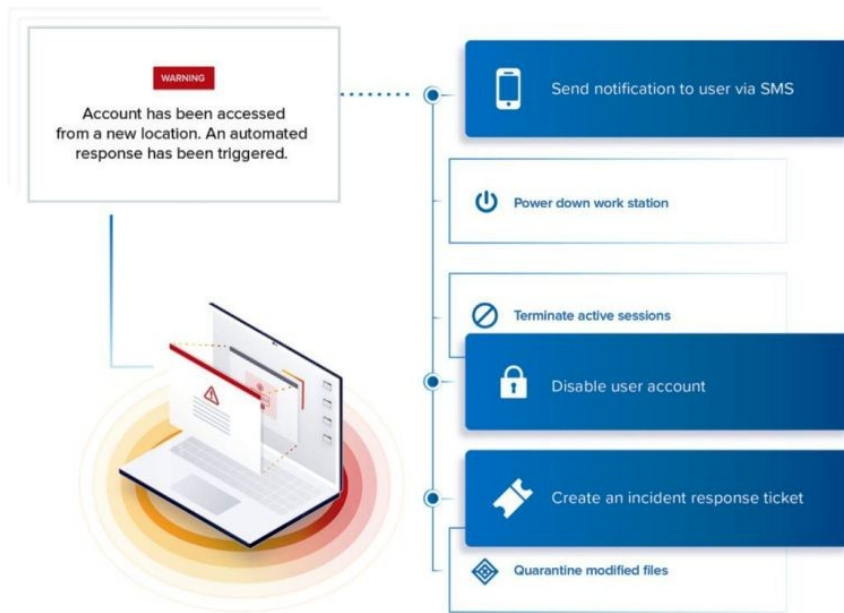 WARNING
Account has been accessed
from a new location. An automated
response has been triggered.
Send notification to user via SMS
Power down work station
Terminate active sessions
Disable user account
Create an incident response ticket
Quarantine modified files